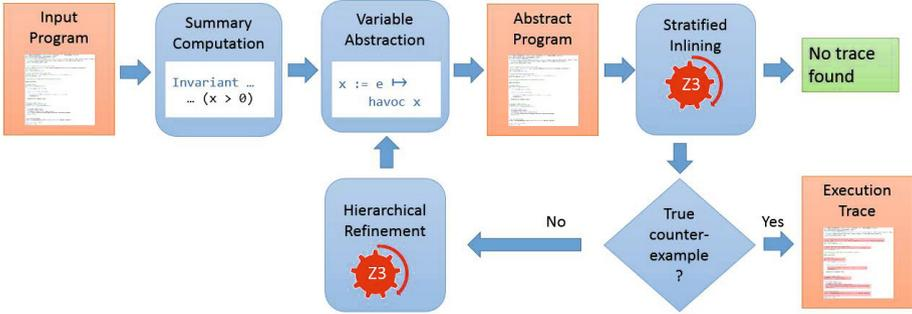 Input
Program
Summary
Computation
Invariant …
… (x > 0)
Variable
Abstraction
x := e ↦
havoc x
Abstract
Program
Stratified
Inlining
Z3
No trace
found
Hierarchical
Refinement
Z3
No
True
counter-
example
?
Yes
Execution
Trace